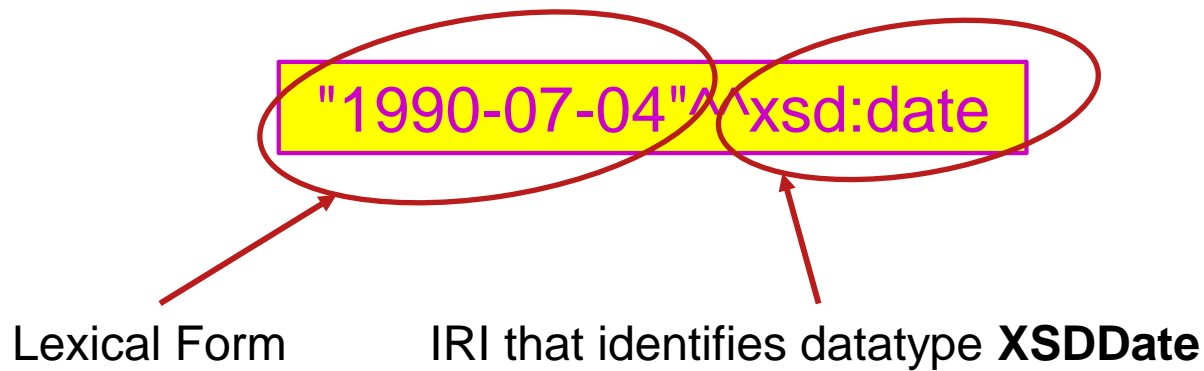 "1990-07-04"^^xsd:date
Lexical Form
IRI that identifies datatype XSDDate